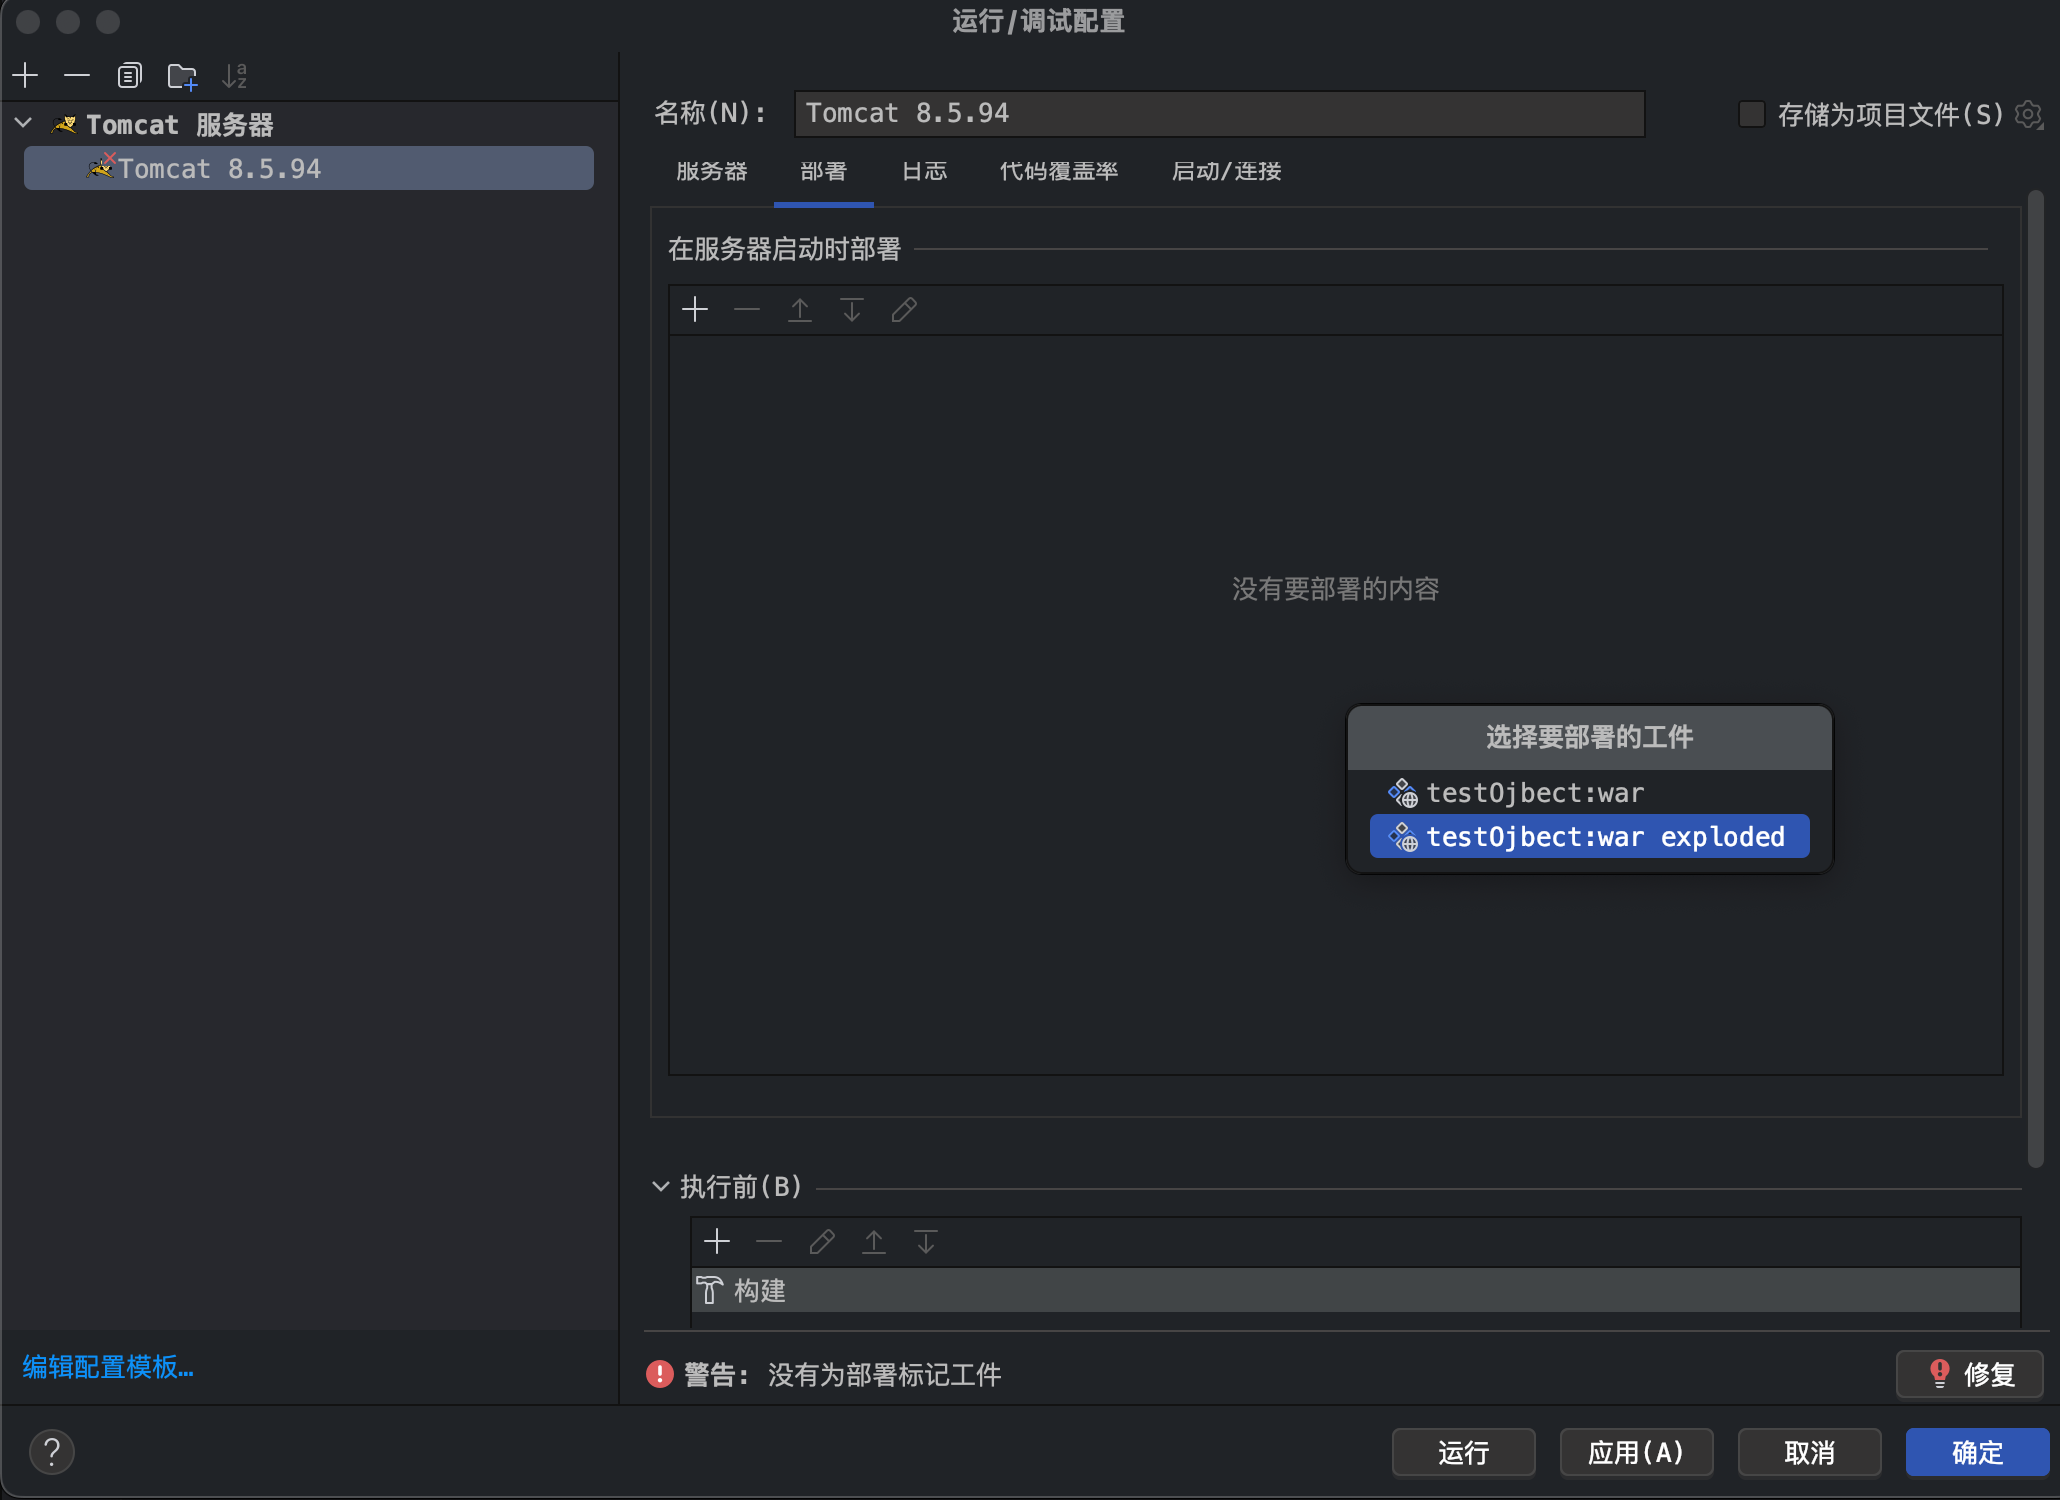 运行/调试配置
Tomcat 服务器
Tomcat 8.5.94
名称(N)：
Tomcat 8.5.94
存储为项目文件(S)
服务器 部署 日志 代码覆盖率 启动/连接
在服务器启动时部署
没有要部署的内容
选择要部署的工件
testOjbect:war
testOjbect:war exploded
执行前(B)
构建
编辑配置模板…
警告： 没有为部署标记工件
修复
?
运行 应用(A) 取消 确定